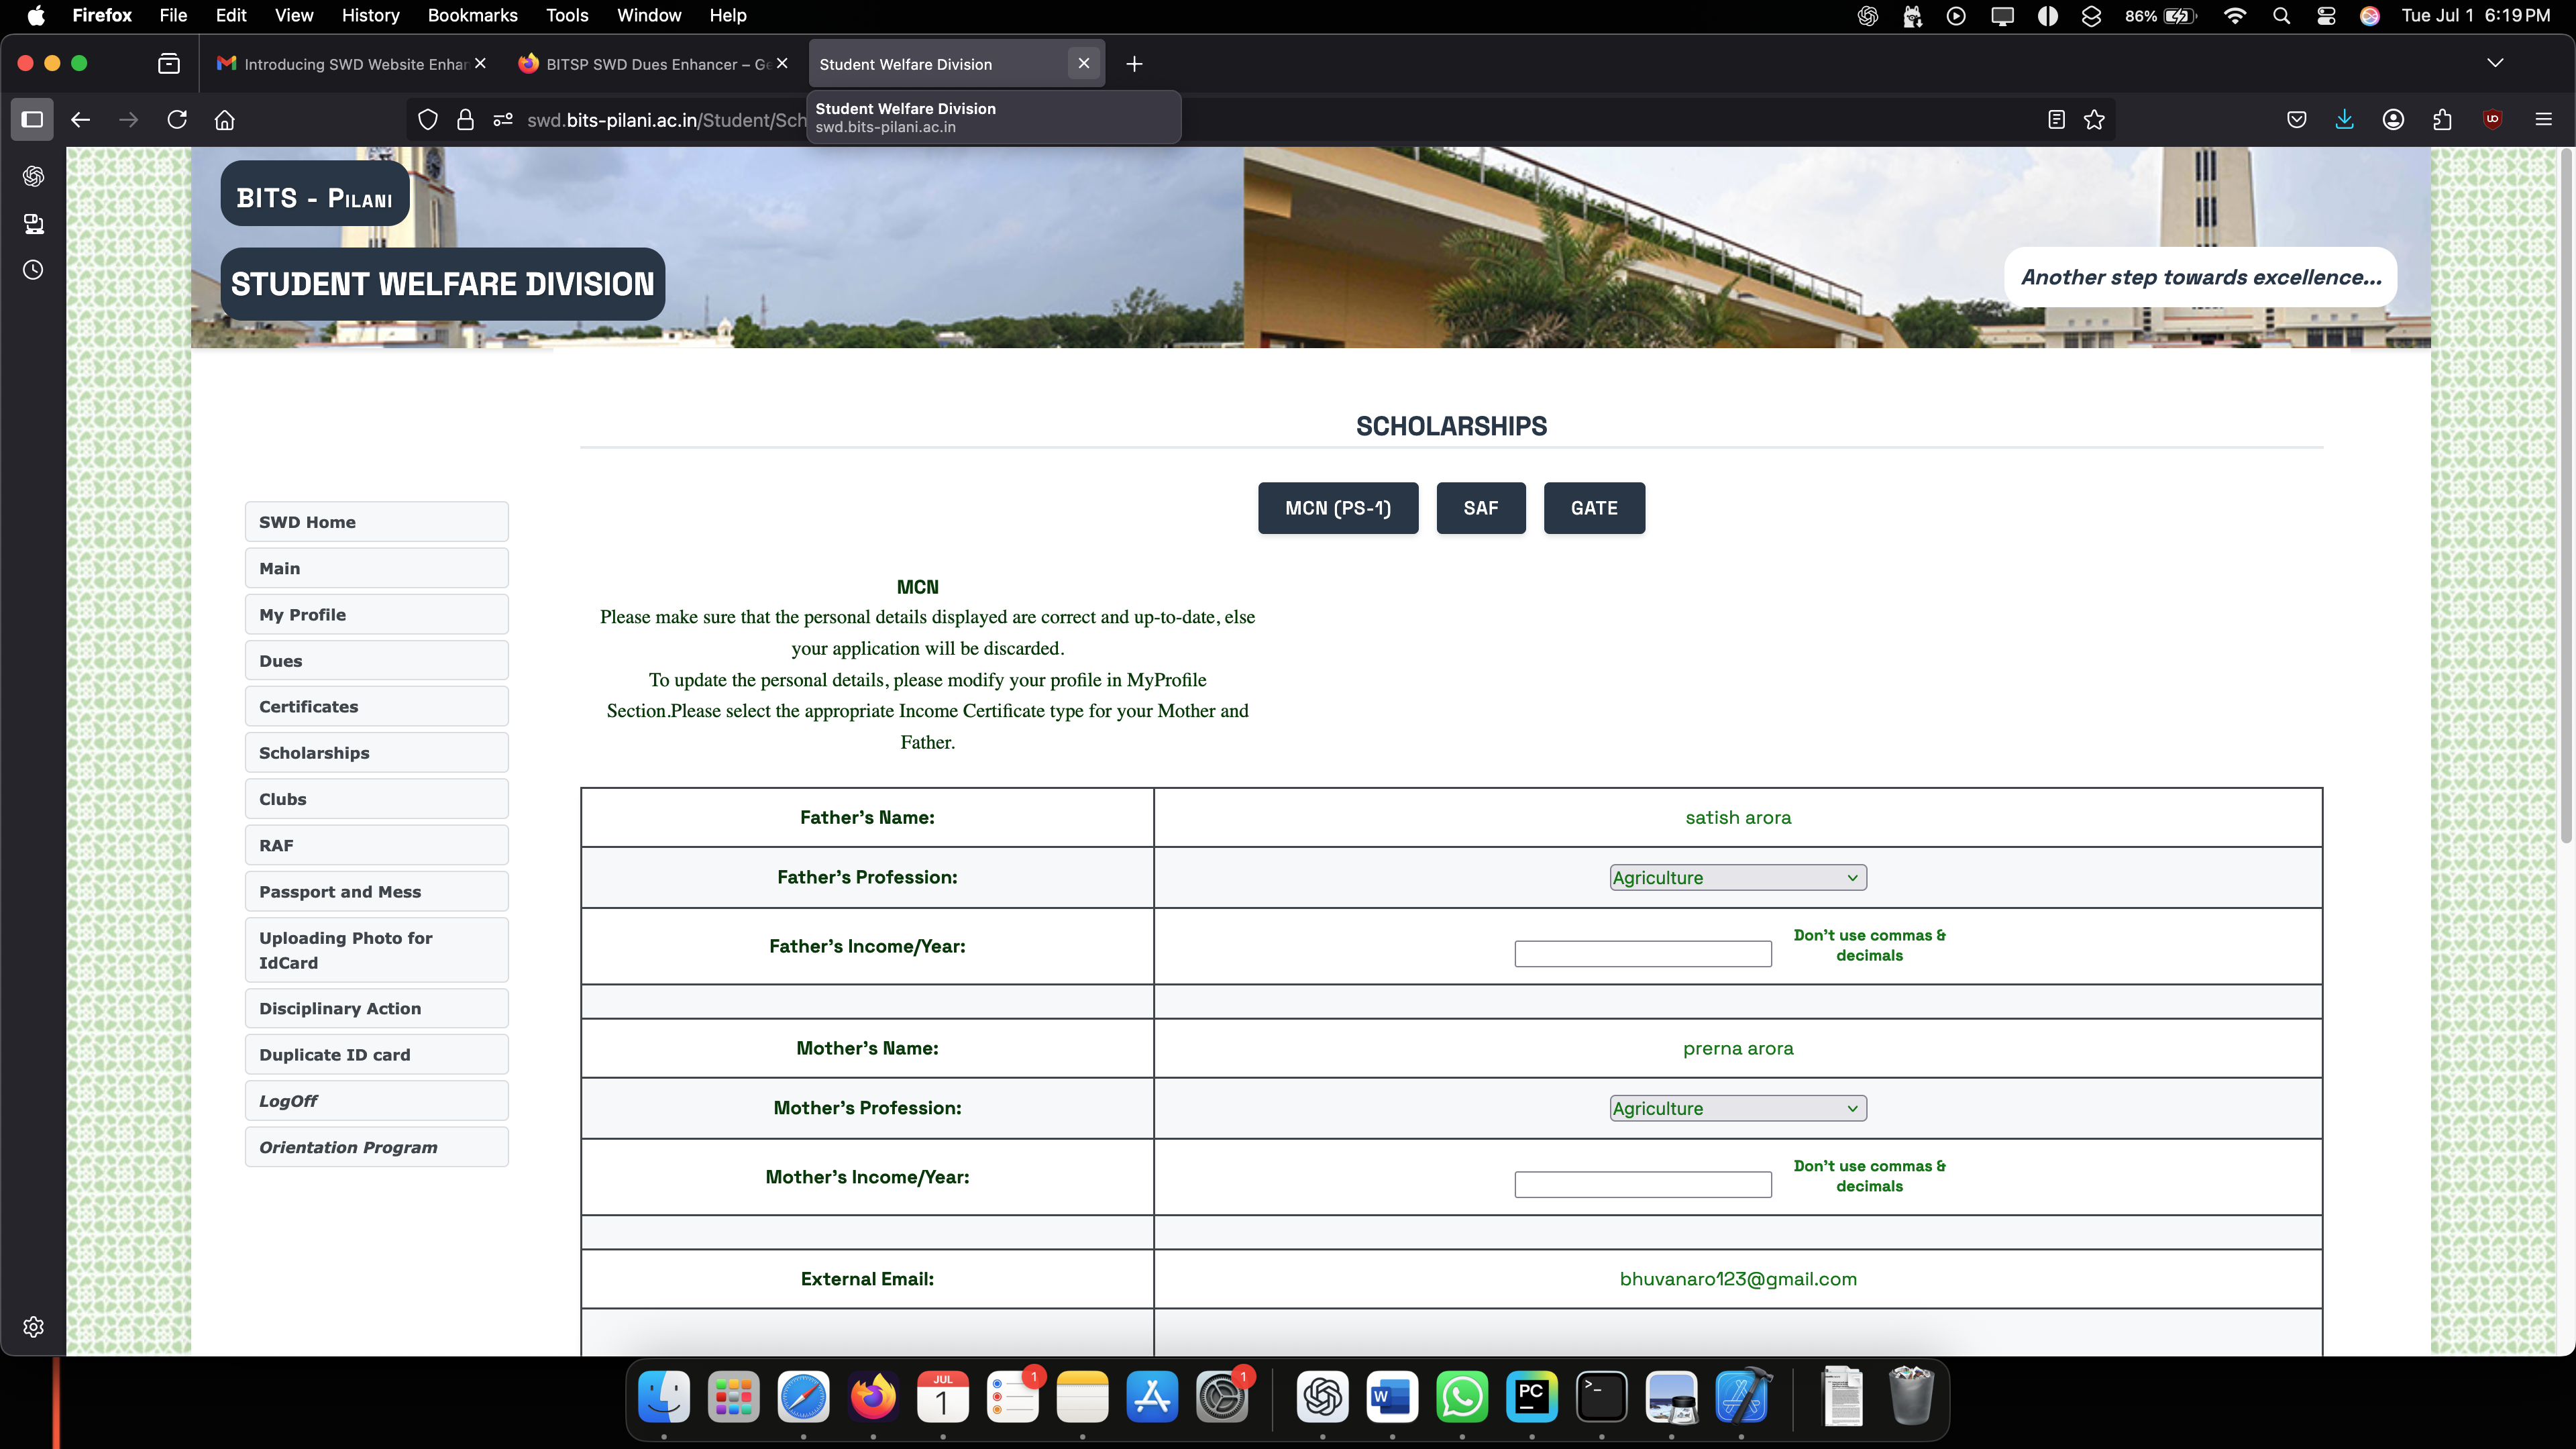 Firefox File Edit View History Bookmarks Tools Window Help 86% Tue Jul 1 6:19 PM
Introducing SWD Website Enhan BITSP SWD Dues Enhancer – Ge Student Welfare Division
swd.bits-pilani.ac.in/Student/Sch
Student Welfare Division
swd.bits-pilani.ac.in
BITS - PILANI
STUDENT WELFARE DIVISION
Another step towards excellence...
SCHOLARSHIPS
MCN (PS-1) SAF GATE
SWD Home
Main
My Profile
Dues
Certificates
Scholarships
Clubs
RAF
Passport and Mess
Uploading Photo for
IdCard
Disciplinary Action
Duplicate ID card
LogOff
Orientation Program
MCN
Please make sure that the personal details displayed are correct and up-to-date, else
your application will be discarded.
To update the personal details, please modify your profile in MyProfile
Section.Please select the appropriate Income Certificate type for your Mother and
Father.
Father's Name: satish arora
Father's Profession: Agriculture
Father's Income/Year: Don't use commas &
decimals
Mother's Name: prerna arora
Mother's Profession: Agriculture
Mother's Income/Year: Don't use commas &
decimals
External Email: bhuvanaro123@gmail.com
JUL
1
1
1
W
PC
>_